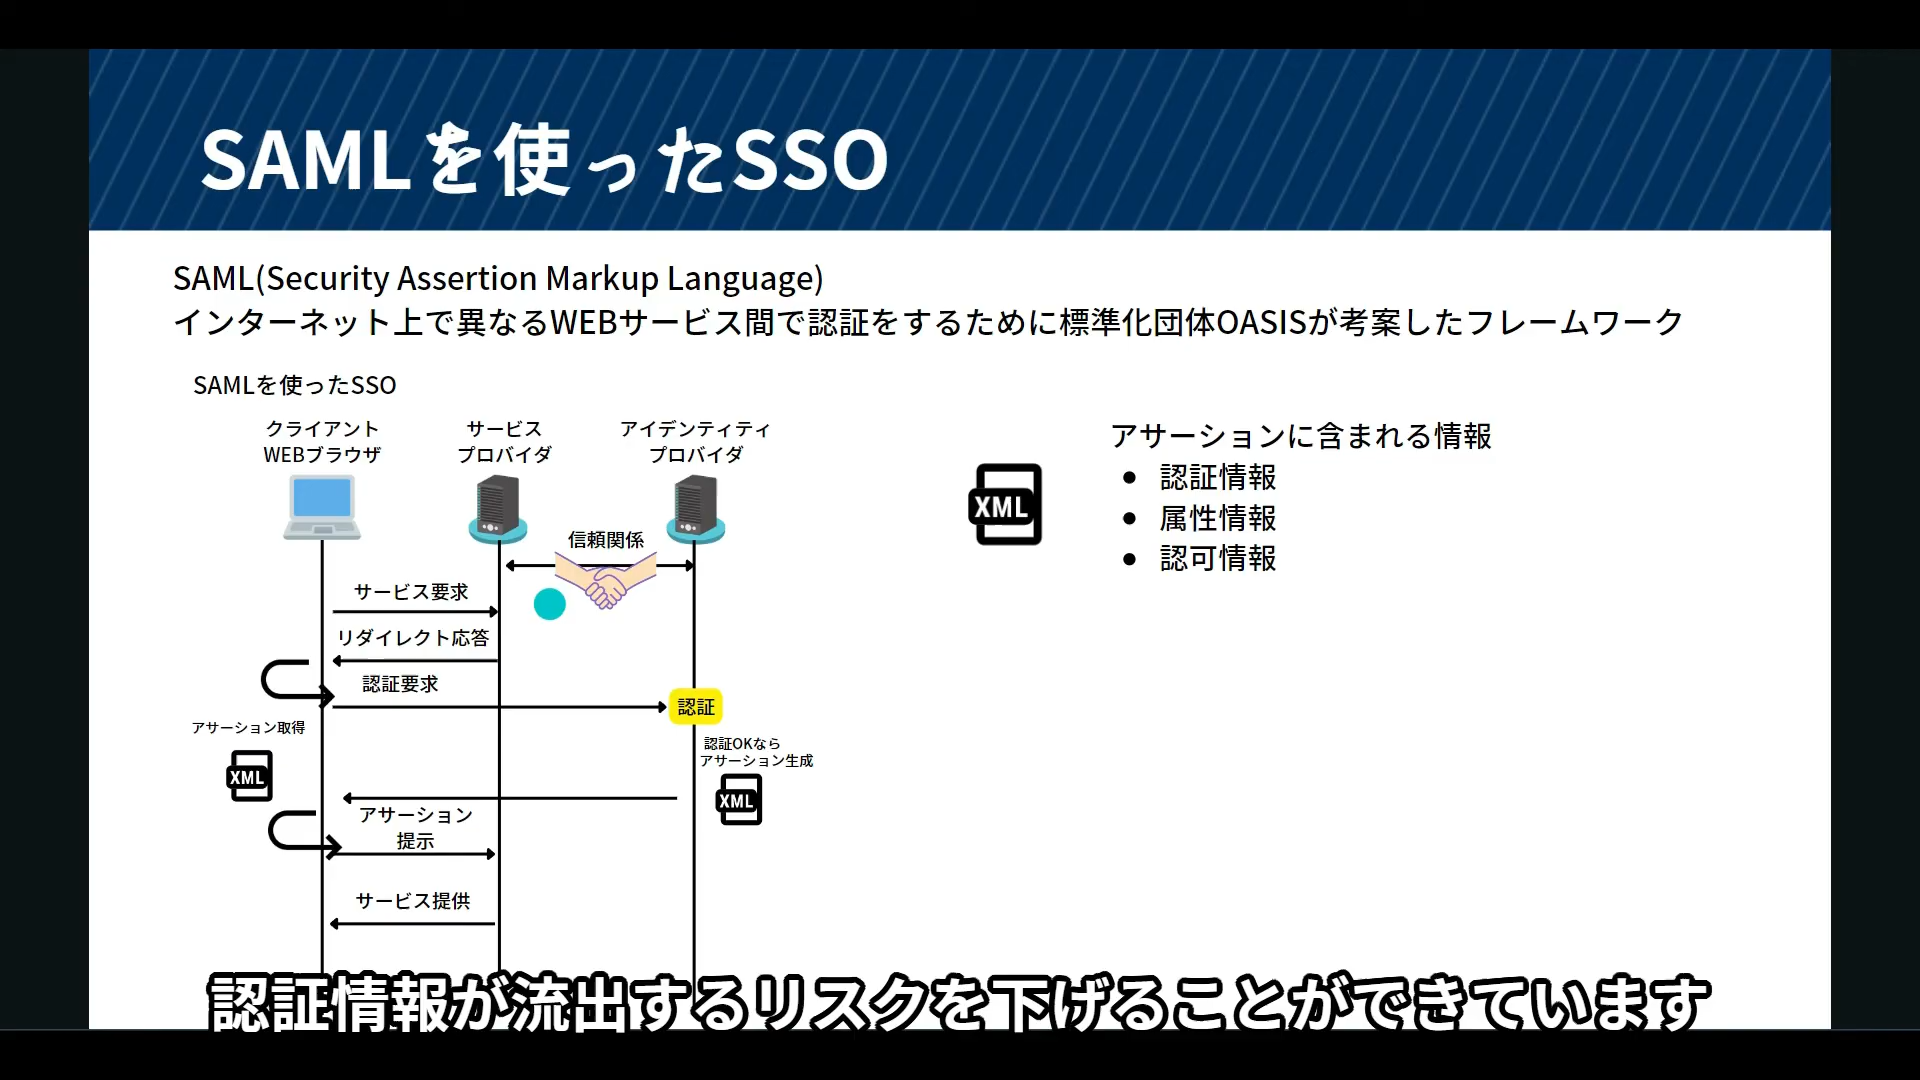 SAMLを使ったSSO
SAML(Security Assertion Markup Language)
インターネット上で異なるWEBサービス間で認証をするために標準化団体OASISが考案したフレームワーク
SAMLを使ったSSO
クライアント
WEBブラウザ
サービス
プロバイダ
アイデンティティ
プロバイダ
信頼関係
サービス要求
リダイレクト応答
認証要求
認証
アサーション取得
XML
認証OKなら
アサーション生成
XML
アサーション
提示
サービス提供
XML
アサーションに含まれる情報
● 認証情報
● 属性情報
● 認可情報
認証情報が流出するリスクを下げることができています